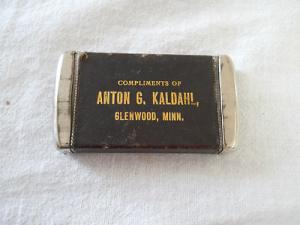 COMPLIMENTS OF
ANTON G. KALDAHL,
GLENWOOD, MINN.